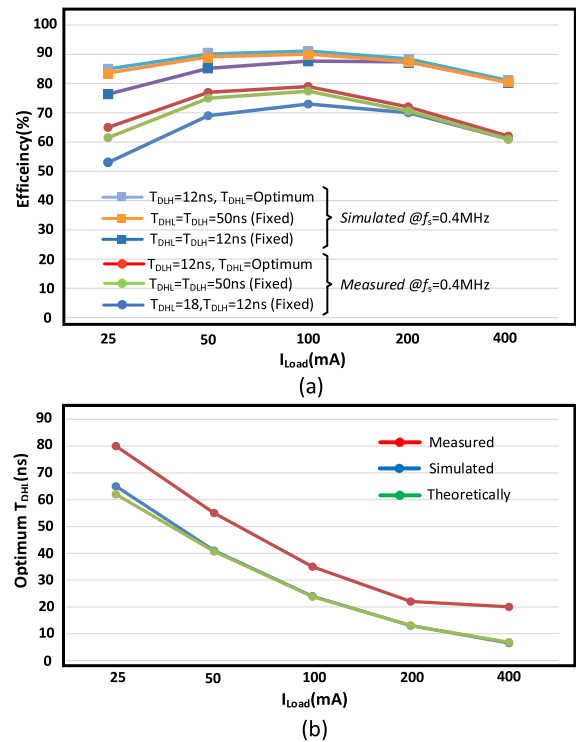 100
90
80
70
60
50
40
30
20
10
0
Efficeincy(%)
TDLH=12ns, TDHL=Optimum
TDHL=TDLH=50ns (Fixed)
TDHL=TDLH=12ns (Fixed)
Simulated @fs=0.4MHz
TDLH=12ns, TDHL=Optimum
TDHL=TDLH=50ns (Fixed)
TDHL=18,TDLH=12ns (Fixed)
Measured @fs=0.4MHz
25 50 100 200 400
ILoad(mA)
(a)
90
80
70
60
50
40
30
20
10
0
Optimum TDHL(ns)
Measured
Simulated
Theoretically
25 50 100 200 400
ILoad(mA)
(b)